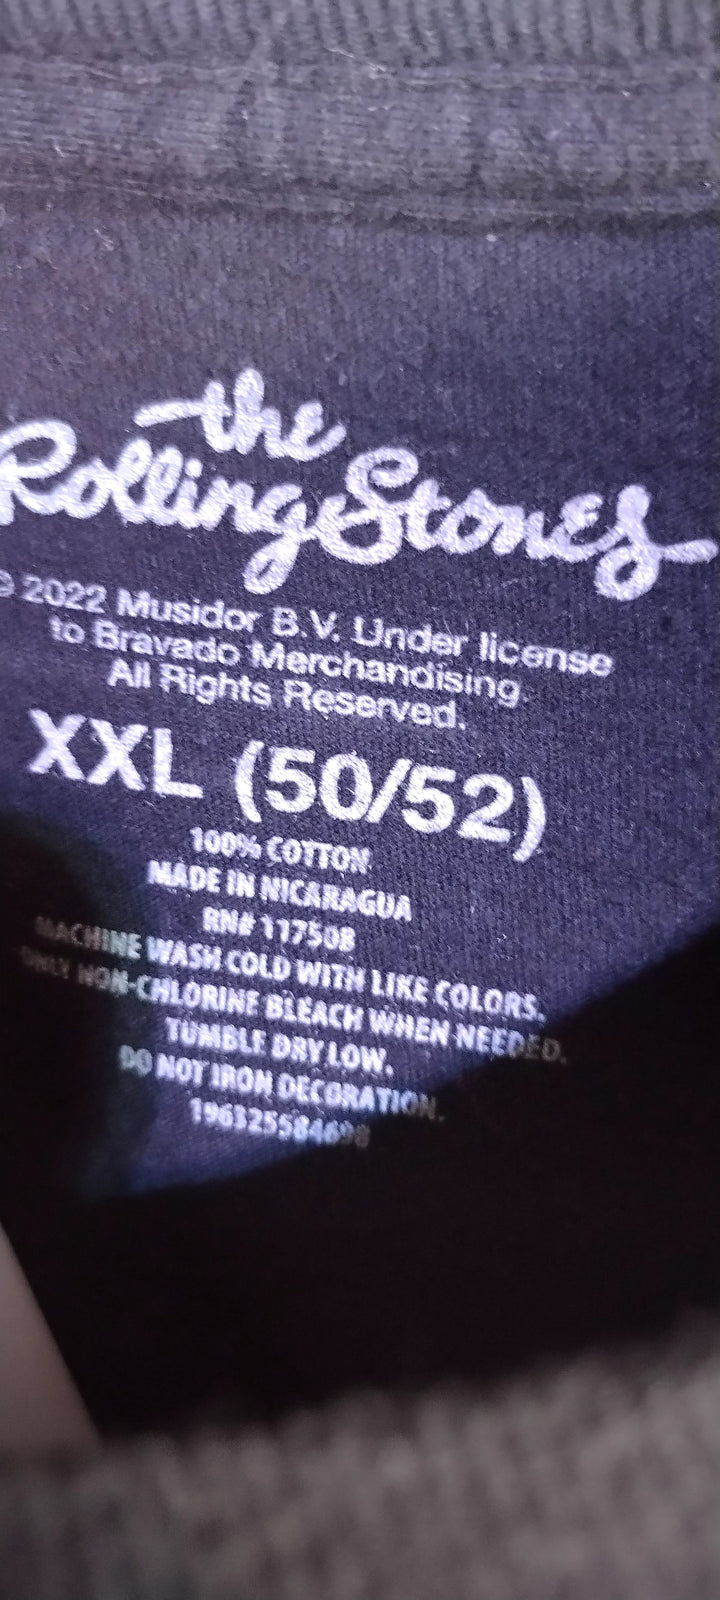 the
Rolling Stones
© 2022 Musidor B.V. Under license
to Bravado Merchandising.
All Rights Reserved.
XXL (50/52)
100% COTTON
MADE IN NICARAGUA
RN# 117508
MACHINE WASH COLD WITH LIKE COLORS.
ONLY NON-CHLORINE BLEACH WHEN NEEDED.
TUMBLE DRY LOW.
DO NOT IRON DECORATION.